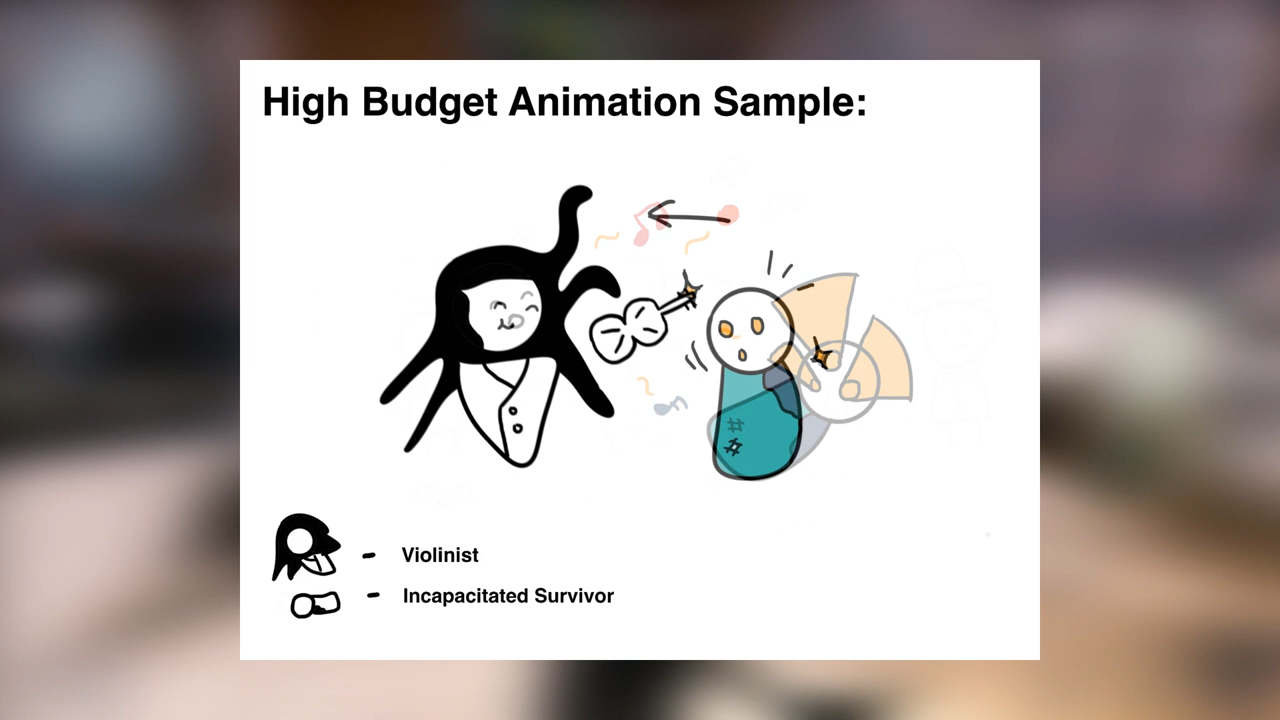 High Budget Animation Sample:
- Violinist
- Incapacitated Survivor